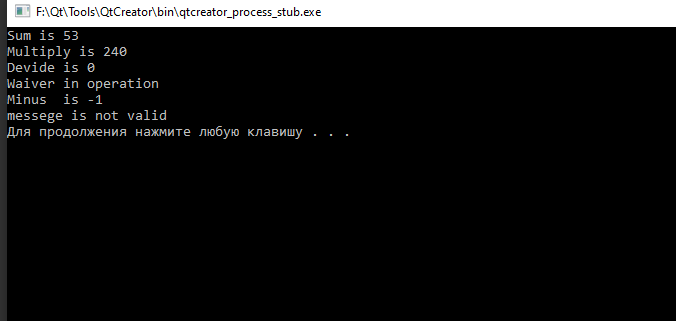 F:\Qt\Tools\QtCreator\bin\qtcreator_process_stub.exe
Sum is 53
Multiply is 240
Devide is 0
Waiver in operation
Minus  is -1
messege is not valid
Для продолжения нажмите любую клавишу . . .